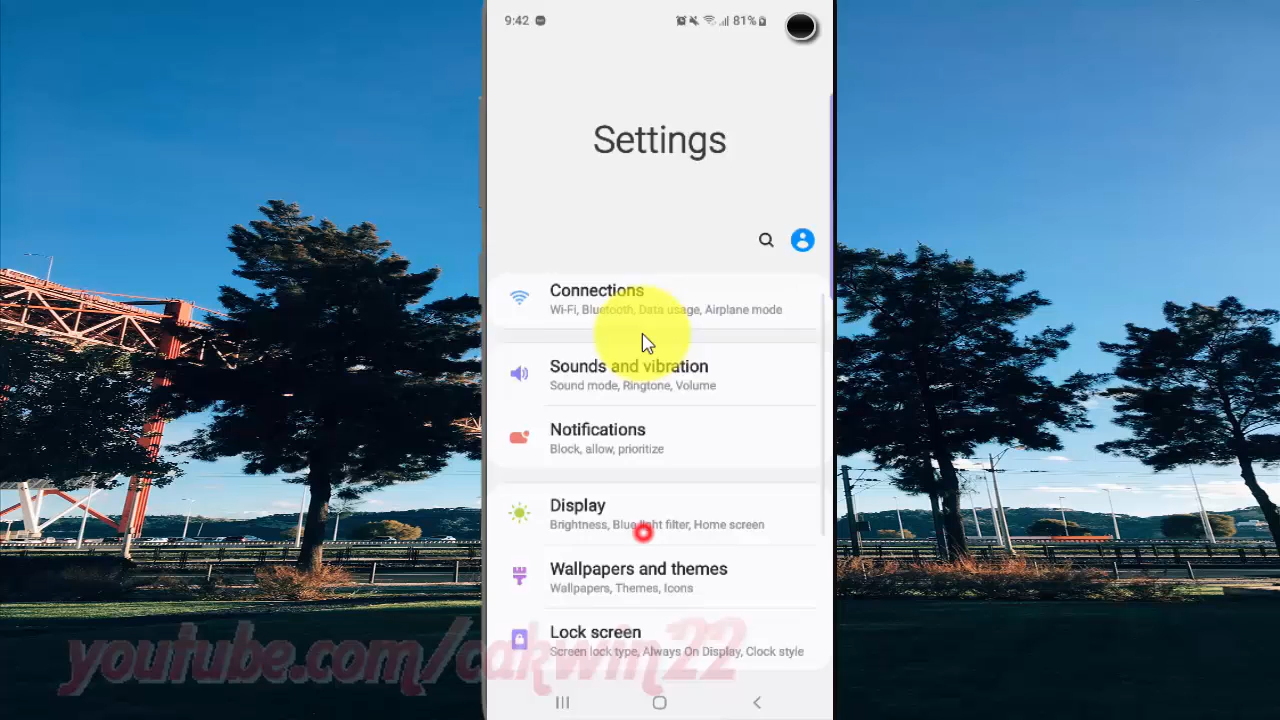 9:42
81%
Settings
Connections
Wi-Fi, Bluetooth, Data usage, Airplane mode
Sounds and vibration
Sound mode, Ringtone, Volume
Notifications
Block, allow, prioritize
Display
Brightness, Blue light filter, Home screen
Wallpapers and themes
Wallpapers, Themes, Icons
Lock screen
Screen lock type, Always On Display, Clock style
youtube.com/cakwin22